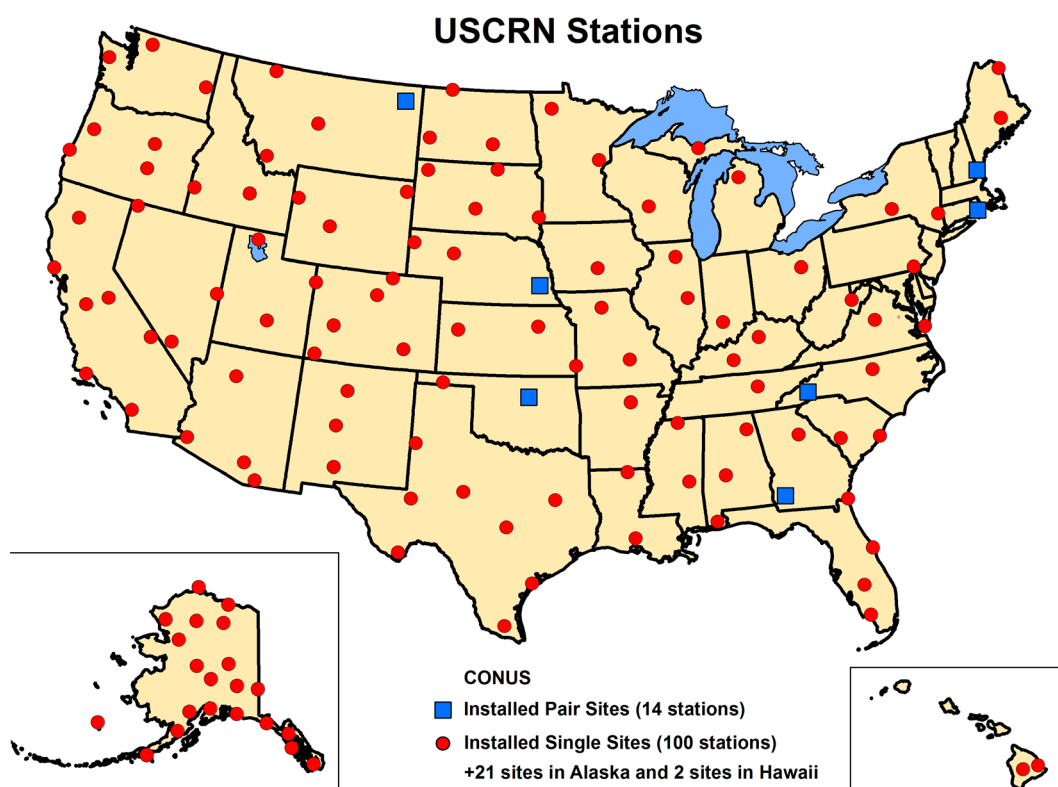 USCRN Stations
CONUS
Installed Pair Sites (14 stations)
Installed Single Sites (100 stations)
+21 sites in Alaska and 2 sites in Hawaii